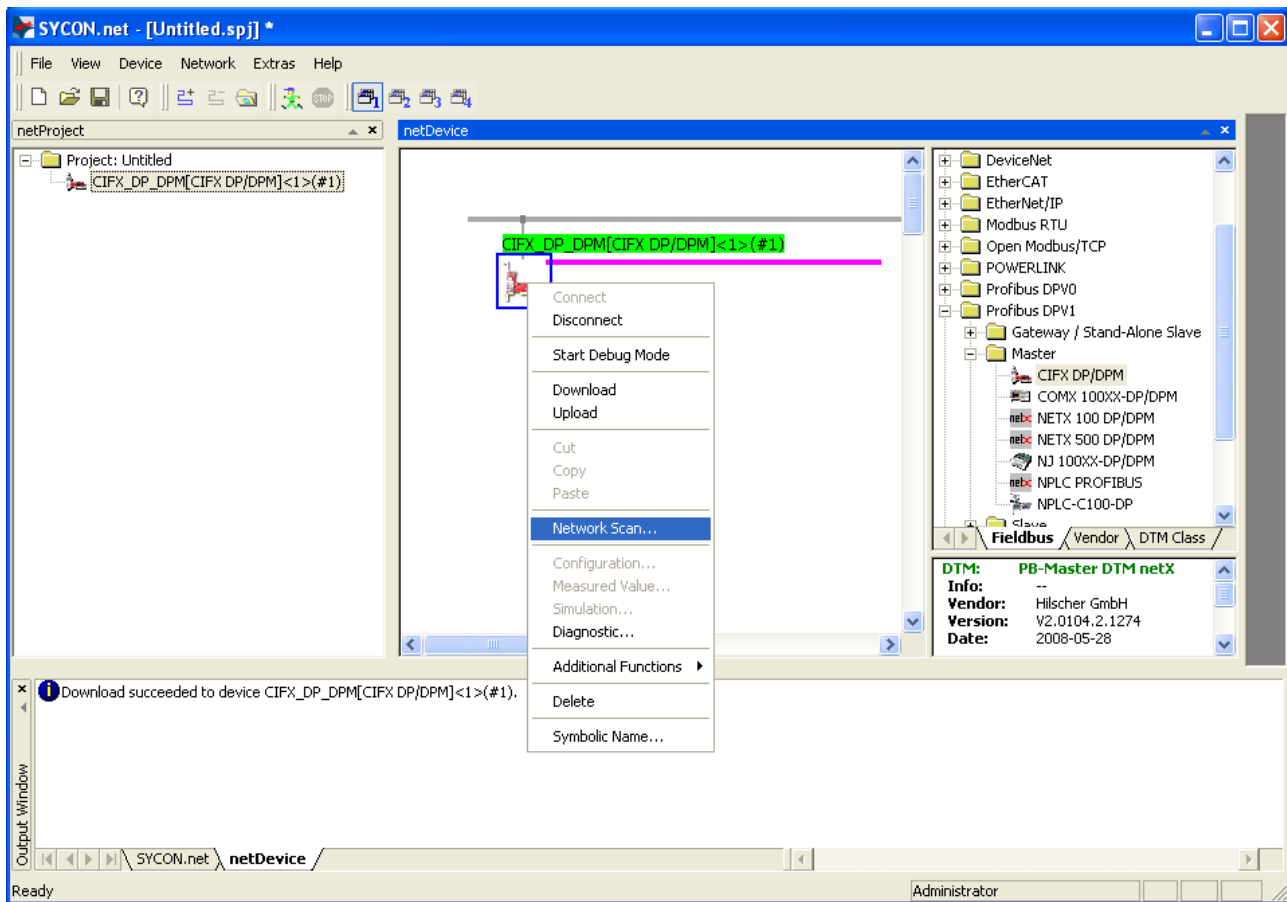 SYCON.net - [Untitled.spj] *
File View Device Network Extras Help
netProject
netDevice
Project: Untitled
CIFX_DP_DPM[CIFX DP/DPM]<1>(#1)
CIFX_DP_DPM[CIFX DP/DPM]<1>(#1)
Connect
Disconnect
Start Debug Mode
Download
Upload
Cut
Copy
Paste
Network Scan...
Configuration...
Measured Value...
Simulation...
Diagnostic...
Additional Functions
Delete
Symbolic Name...
DeviceNet
EtherCAT
EtherNet/IP
Modbus RTU
Open Modbus/TCP
POWERLINK
Profibus DPV0
Profibus DPV1
Gateway / Stand-Alone Slave
Master
CIFX DP/DPM
COMX 100XX-DP/DPM
netX NETX 100 DP/DPM
netX NETX 500 DP/DPM
NJ 100XX-DP/DPM
netX NPLC PROFIBUS
NPLC-C100-DP
Slave
Fieldbus Vendor DTM Class
DTM: PB-Master DTM netX
Info: --
Vendor: Hilscher GmbH
Version: V2.0104.2.1274
Date: 2008-05-28
Download succeeded to device CIFX_DP_DPM[CIFX DP/DPM]<1>(#1).
Output Window
SYCON.net netDevice
Ready
Administrator